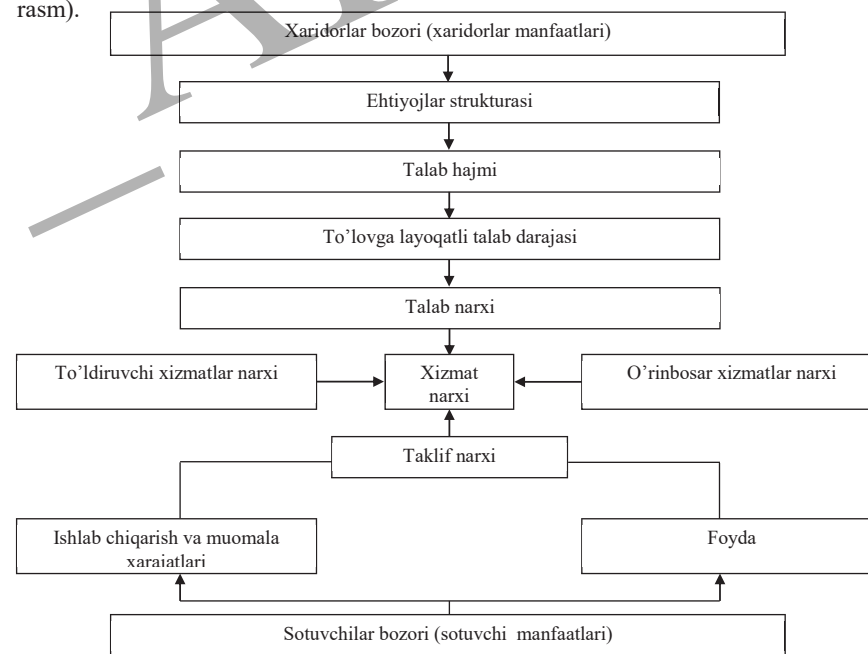 rasm).
Xaridorlar bozori (xaridorlar manfaatlari)
Ehtiyojlar strukturasi
Talab hajmi
To’lovga layoqatli talab darajasi
Talab narxi
To’ldiruvchi xizmatlar narxi
Xizmat
narxi
O’rinbosar xizmatlar narxi
Taklif narxi
Ishlab chiqarish va muomala
xarajatlari
Foyda
Sotuvchilar bozori (sotuvchi manfaatlari)